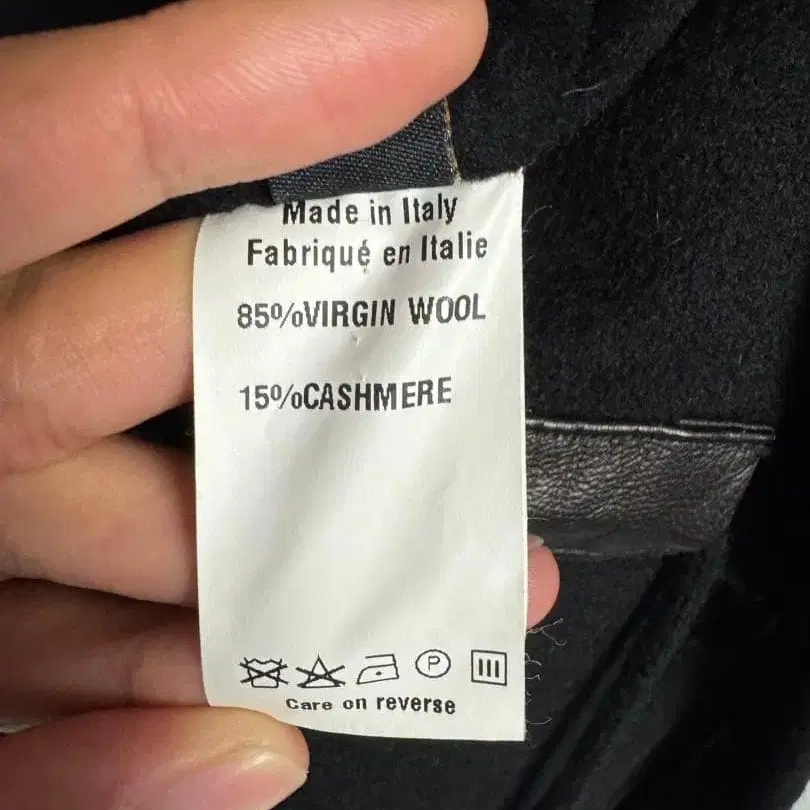 Made in Italy
Fabriqué en Italie
85%VIRGIN WOOL
15%CASHMERE
P
Care on reverse